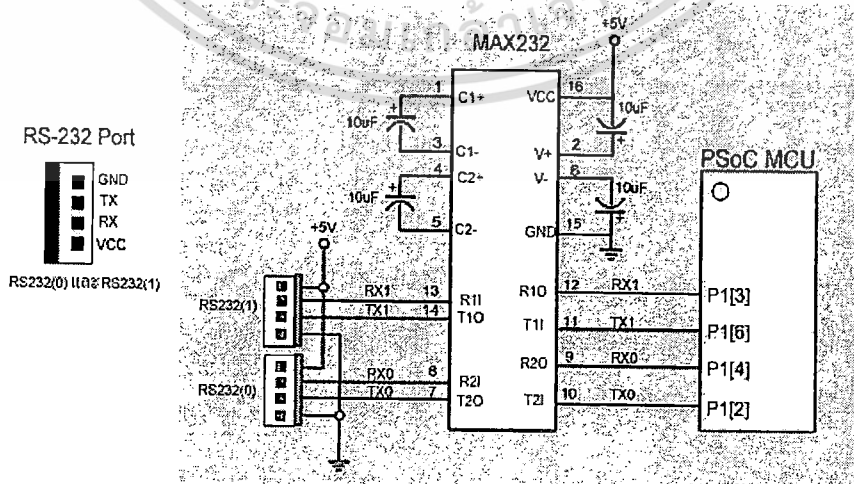 +5V
MAX232
1
C1+
VCC
16
10uF
10uF
3
C1-
V+
2
4
C2+
V-
6
10uF
10uF
5
C2-
GND
15
RS-232 Port
GND
TX
RX
VCC
RS232(0) และ RS232(1)
PSoC MCU
+5V
RS232(1)
RX1
13
R1I
R1O
12
RX1
P1[3]
TX1
14
T1O
T1I
11
TX1
P1[6]
RS232(0)
RX0
8
R2I
R2O
9
RX0
P1[4]
TX0
7
T2O
T2I
10
TX0
P1[2]